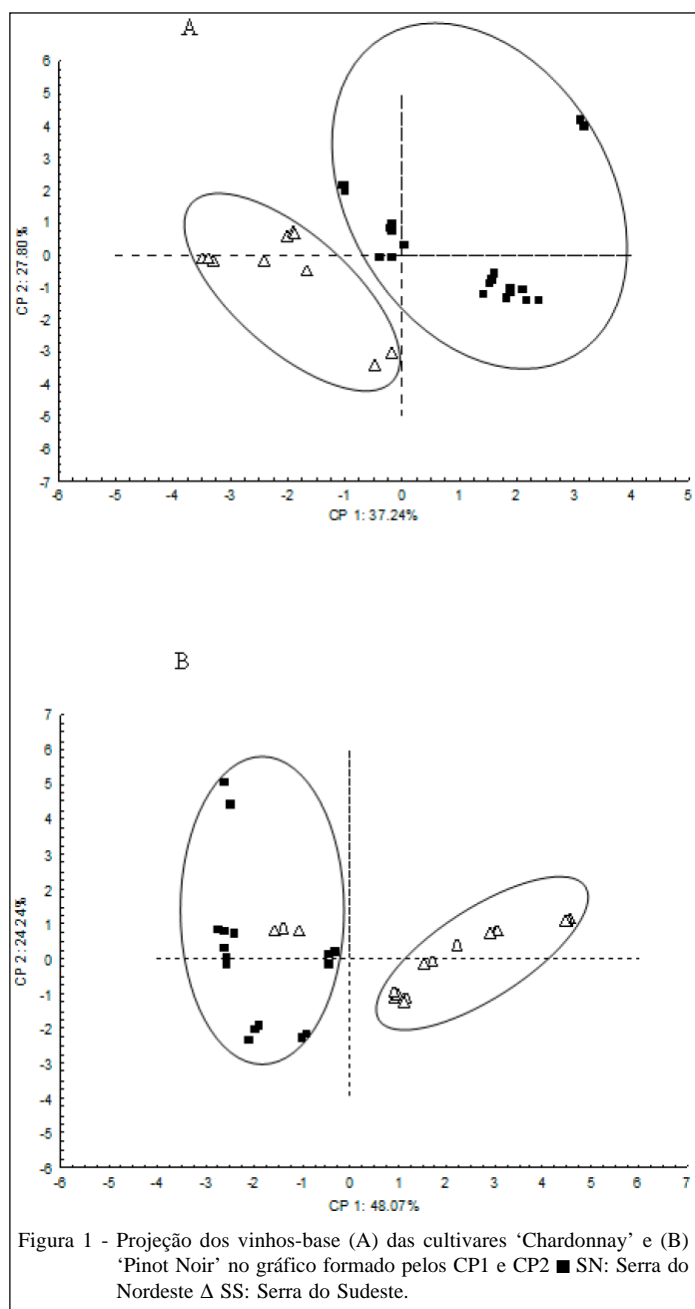 A
6
5
4
3
2
1
0
-1
-2
-3
-4
-5
-6
-7
CP 2: 27.80%
-6 -5 -4 -3 -2 -1 0 1 2 3 4 5
CP 1: 37.24%
B
7
6
5
4
3
2
1
0
-1
-2
-3
-4
-5
-6
CP 2: 24.24%
-6 -5 -4 -3 -2 -1 0 1 2 3 4 5 6 7
CP 1: 48.07%
Figura 1 - Projeção dos vinhos-base (A) das cultivares ‘Chardonnay’ e (B)
‘Pinot Noir’ no gráfico formado pelos CP1 e CP2 ■ SN: Serra do
Nordeste Δ SS: Serra do Sudeste.